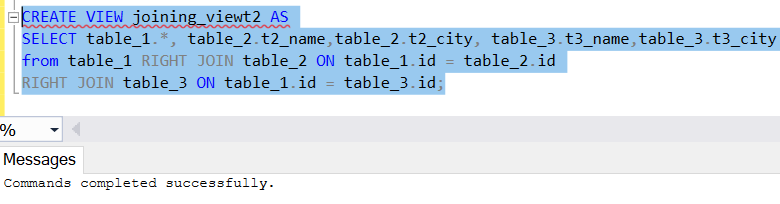 CREATE VIEW joining_viewt2 AS
SELECT table_1.*, table_2.t2_name,table_2.t2_city, table_3.t3_name,table_3.t3_city
from table_1 RIGHT JOIN table_2 ON table_1.id = table_2.id
RIGHT JOIN table_3 ON table_1.id = table_3.id;
%
Messages
Commands completed successfully.